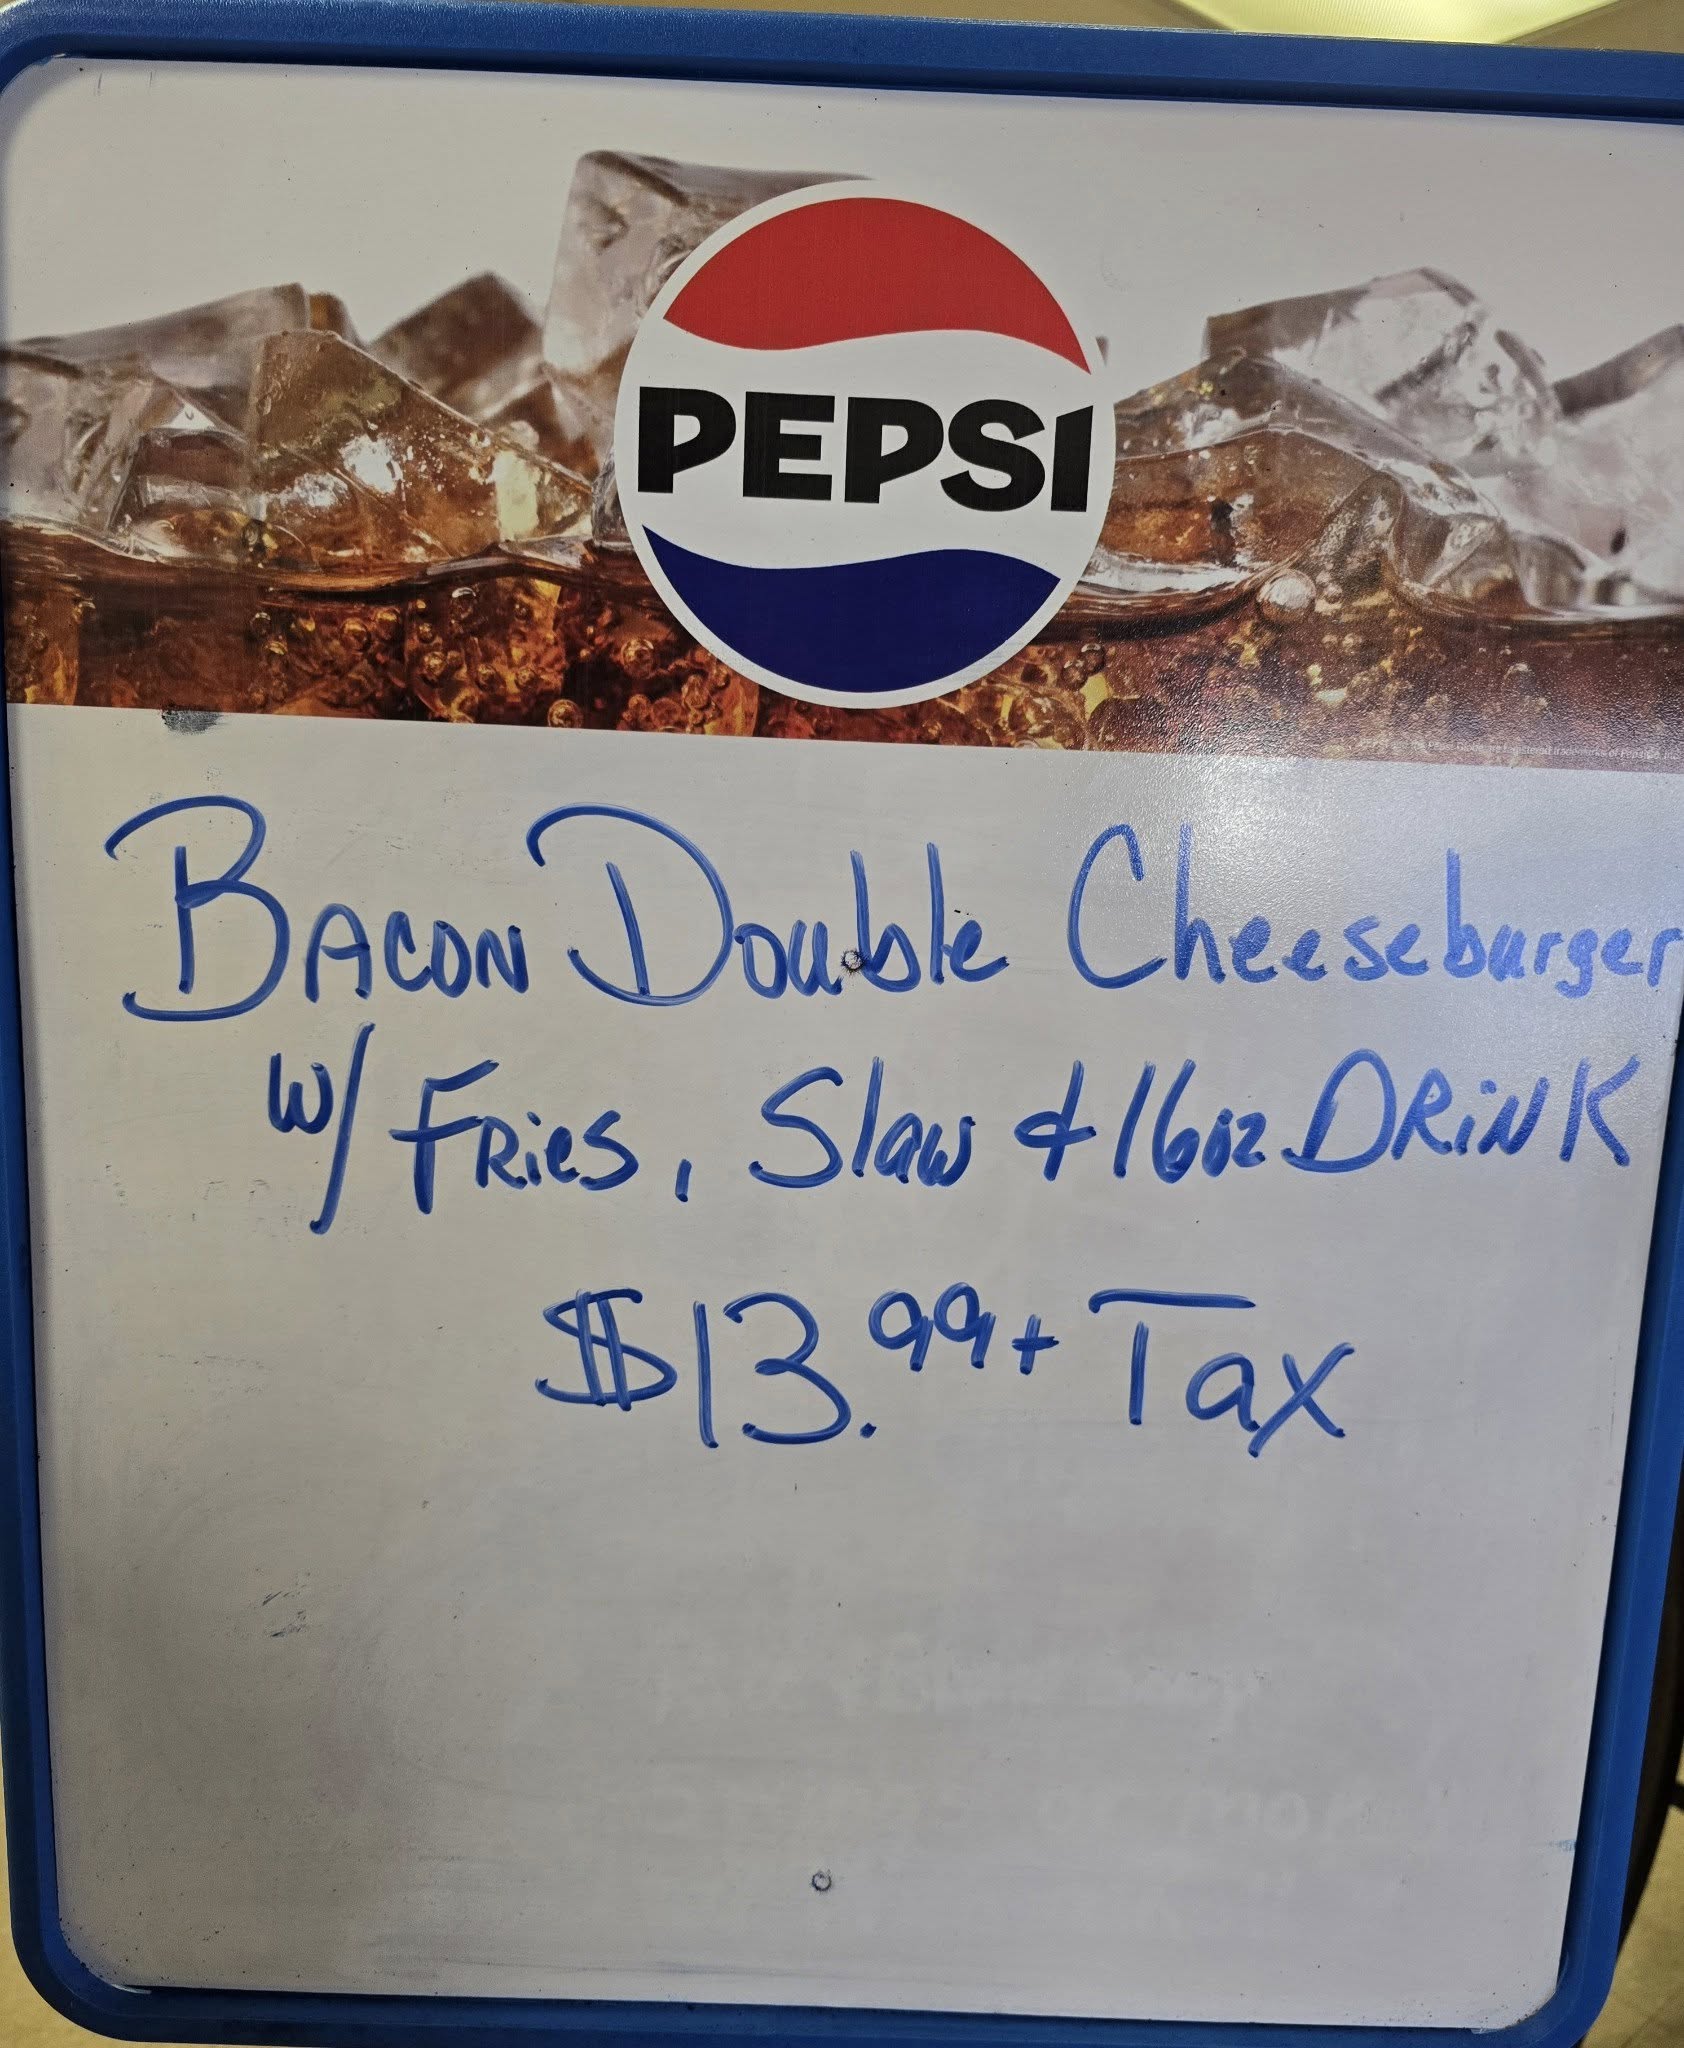 PEPSI
Bacon Double Cheeseburger
w/ Fries, Slaw & 16oz Drink
$13.99 + Tax